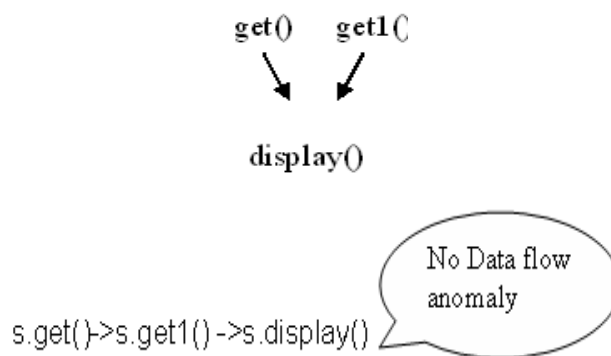 get() get1()
display()
No Data flow
anomaly
s.get()->s.get1() ->s.display()